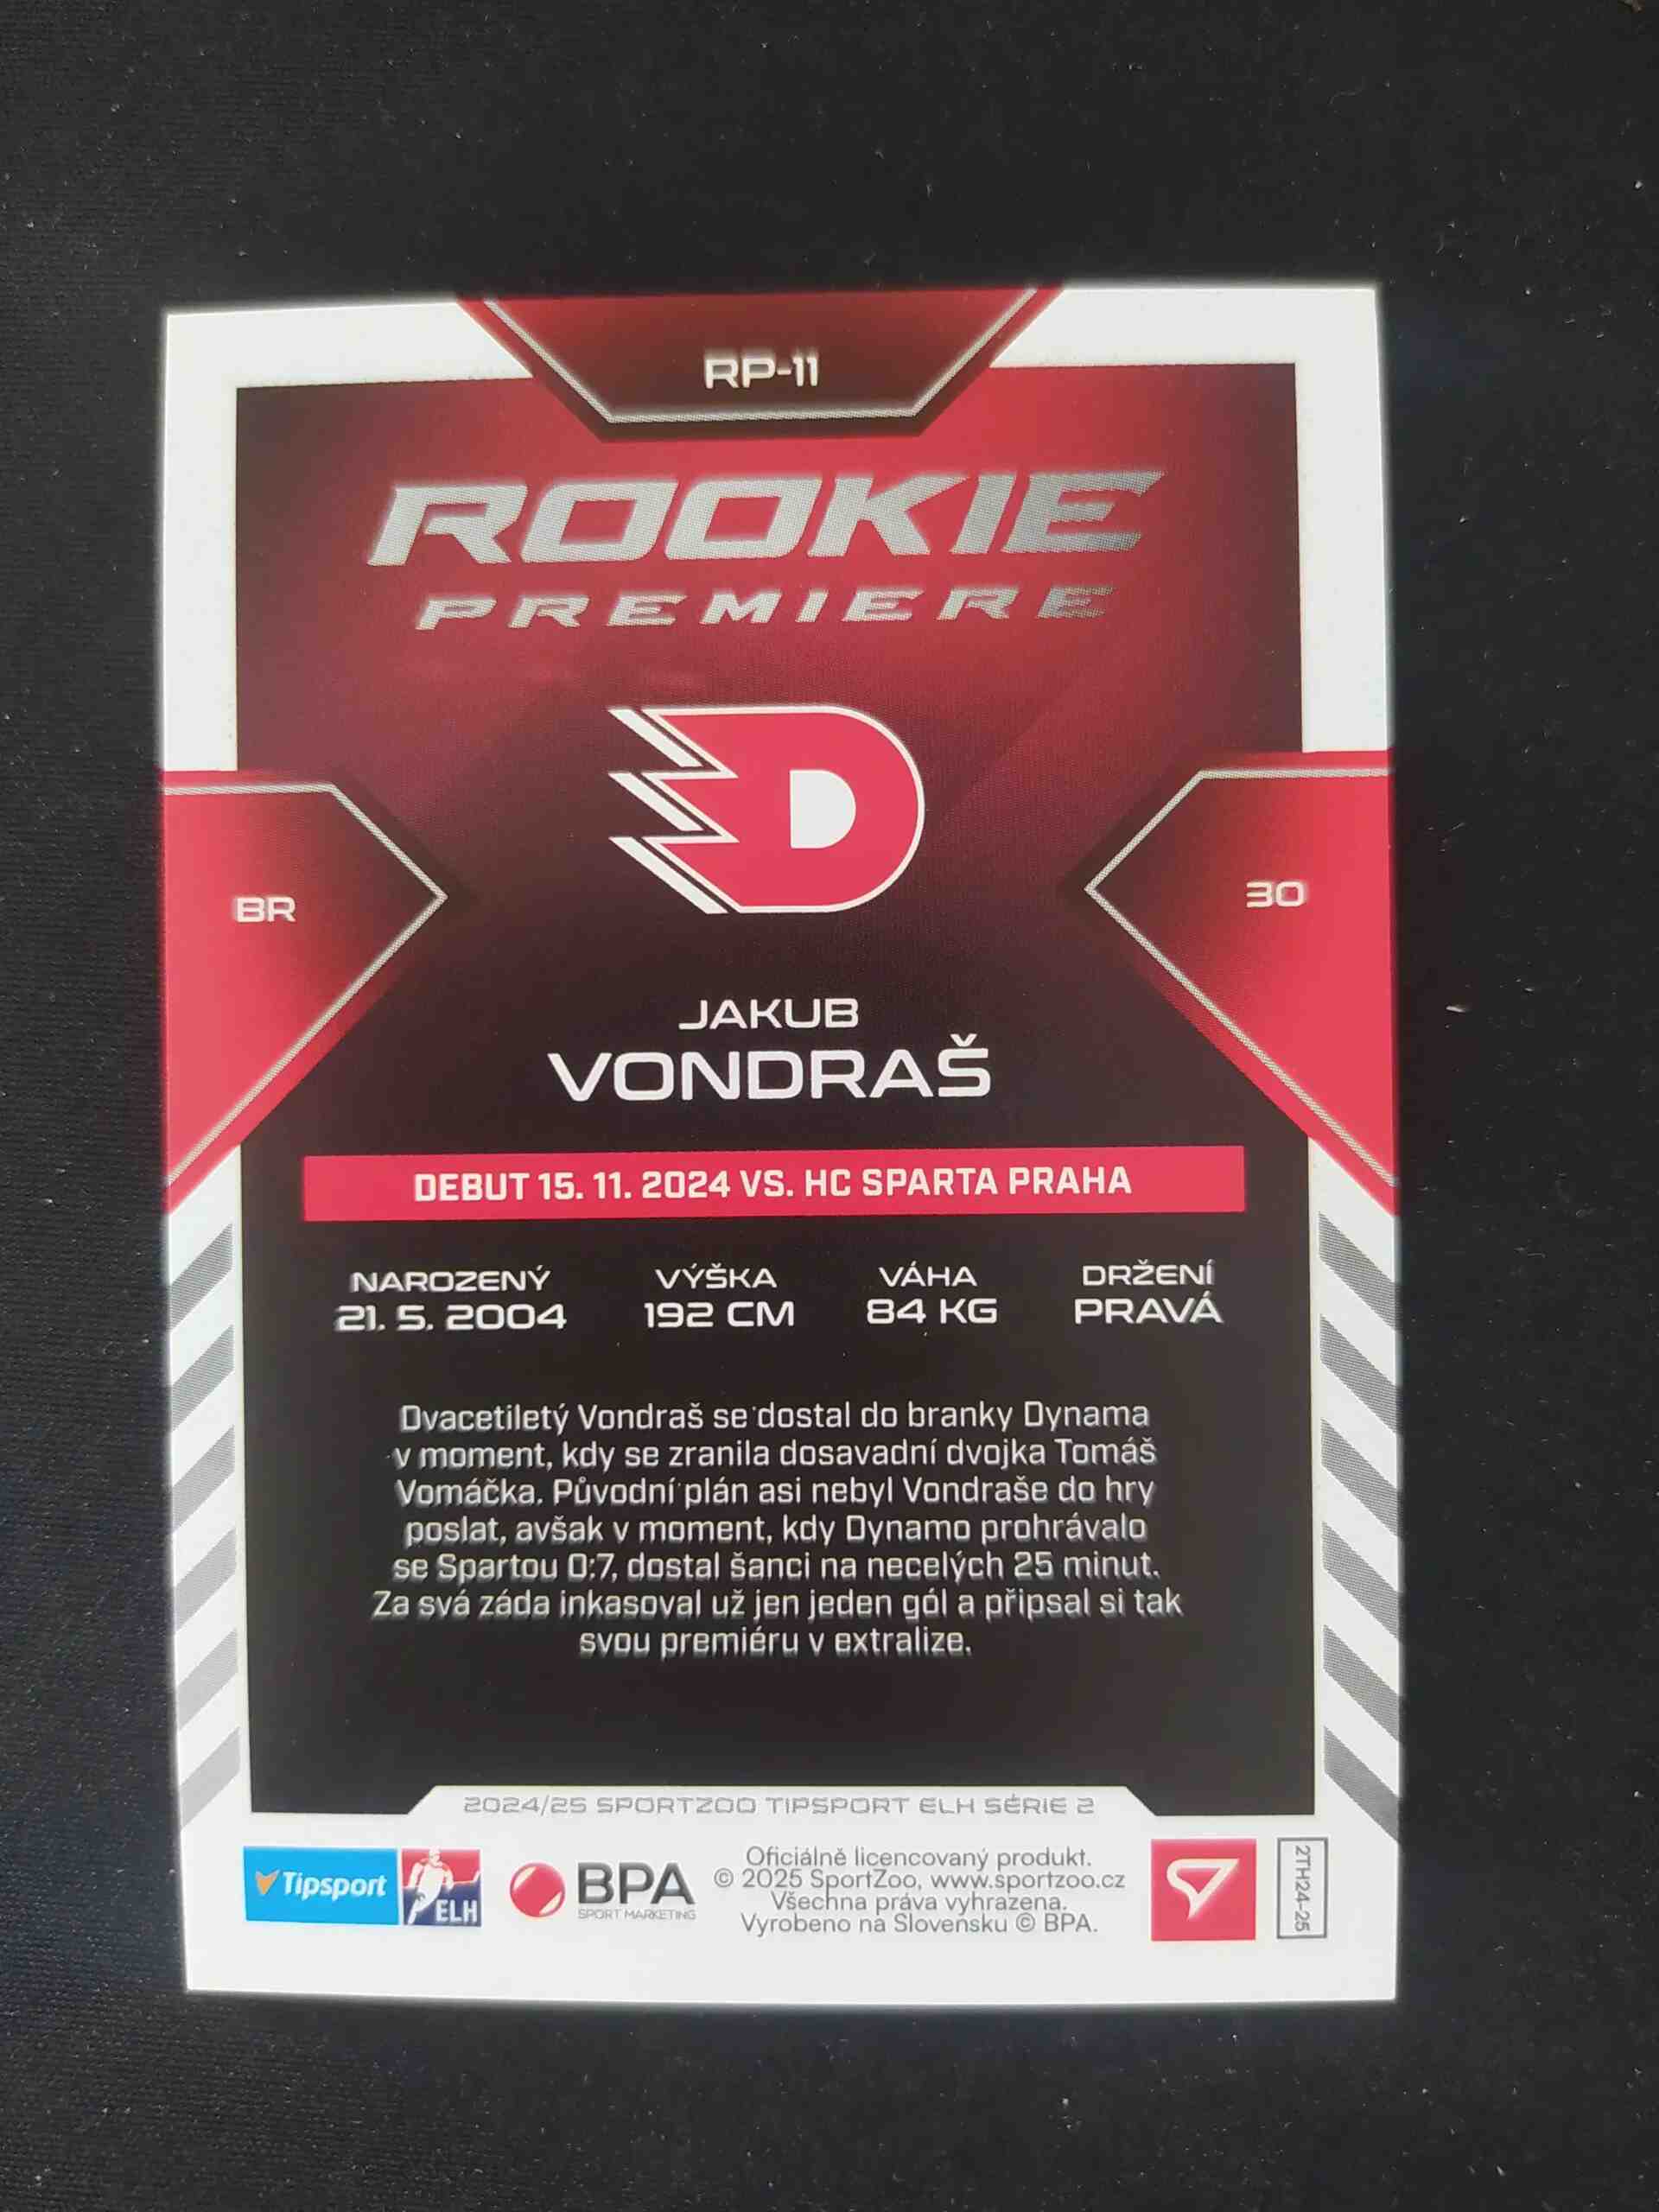 RP-11
ROOKIE
PREMIERE
D
BR
30
JAKUB
VONDRAŠ
DEBUT 15. 11. 2024 VS. HC SPARTA PRAHA
NAROZENÝ VÝŠKA VÁHA DRŽENÍ
21. 5. 2004 192 CM 84 KG PRAVÁ
Dvacetiletý Vondraš se dostal do branky Dynama
v moment, kdy se zranila dosavadní dvojka Tomáš
Vomáčka. Původní plán asi nebyl Vondraše do hry
poslat, avšak v moment, kdy Dynamo prohrávalo
se Spartou 0:7, dostal šanci na necelých 25 minut.
Za svá záda inkasoval už jen jeden gól a připsal si tak
svou premiéru v extralize.
2024/25 SPORTZOO TIPSPORT ELH SÉRIE 2
Tipsport
ELH
BPA
SPORT MARKETING
Oficiálně licencovaný produkt.
© 2025 SportZoo, www.sportzoo.cz
Všechna práva vyhrazena.
Vyrobeno na Slovensku © BPA.
2TH24-25